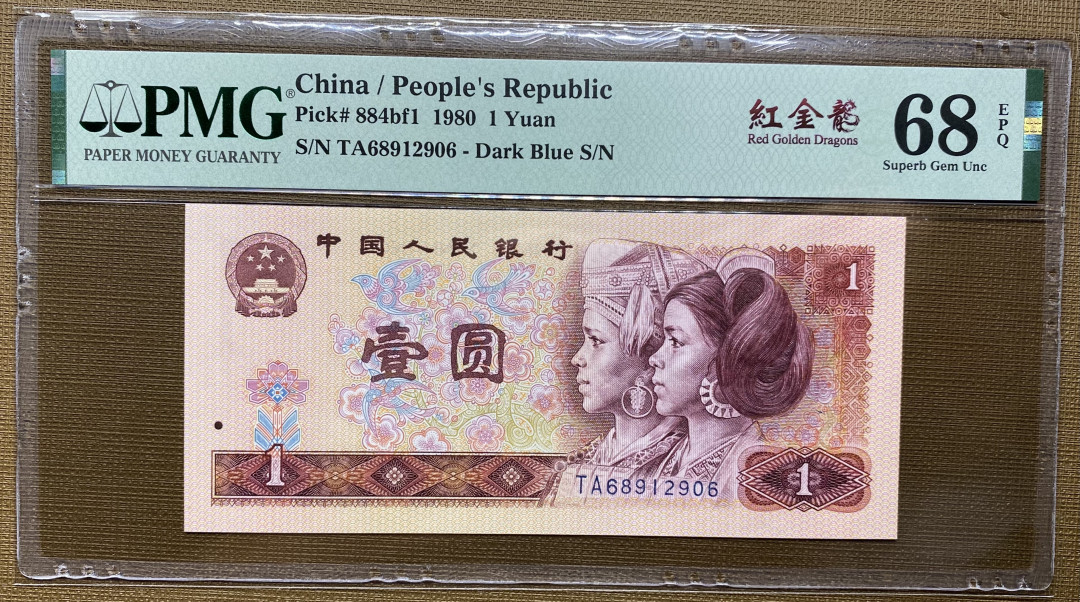 PMG®
PAPER MONEY GUARANTY
China / People's Republic
Pick# 884bf1 1980 1 Yuan
S/N TA68912906 - Dark Blue S/N
紅金龍
Red Golden Dragons
68
EPQ
Superb Gem Unc
中国人民银行
1
壹圆
1
TA68912906
1